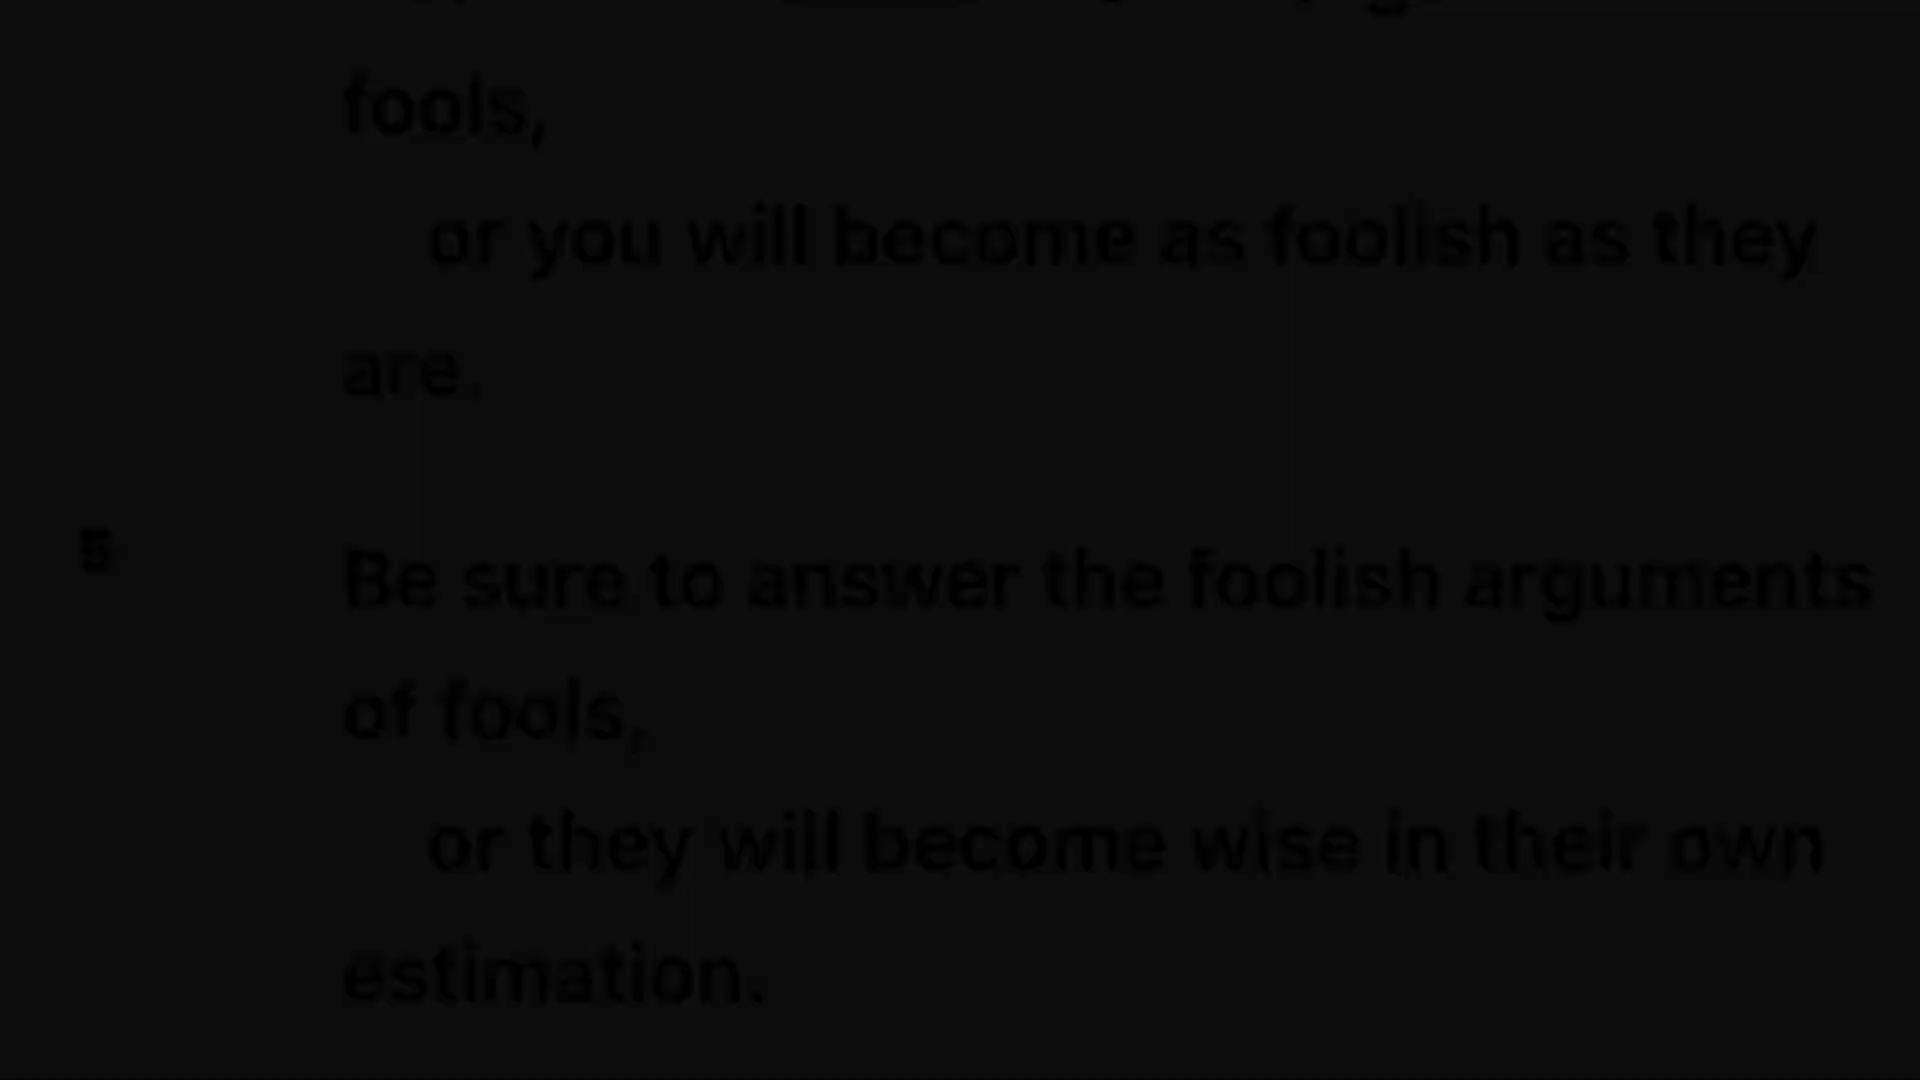 fools,
or you will become as foolish as they
are.
5 Be sure to answer the foolish arguments
of fools,
or they will become wise in their own
estimation.